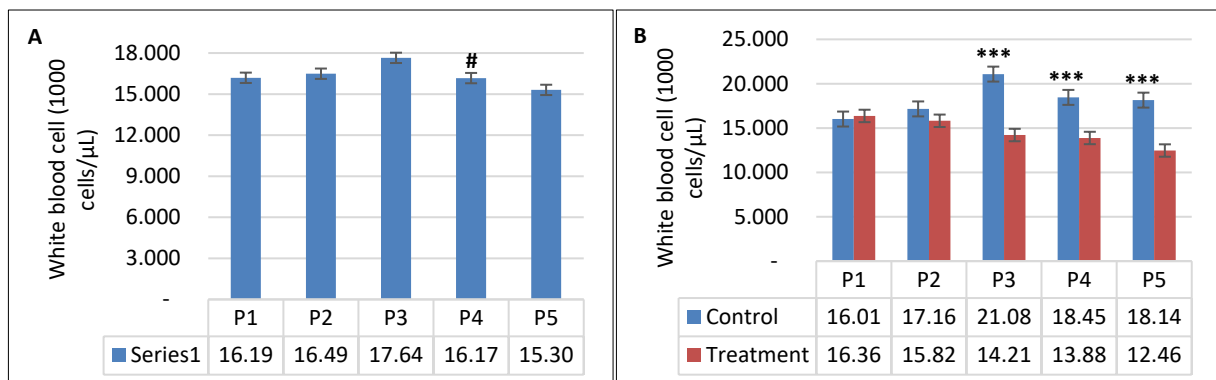 A
White blood cell (1000
cells/µL)
18.000
15.000
12.000
9.000
6.000
3.000
-
#
P1 P2 P3 P4 P5
Series1 16.19 16.49 17.64 16.17 15.30
B
White blood cell (1000
cells/µL)
25.000
20.000
15.000
10.000
5.000
-
*** *** ***
P1 P2 P3 P4 P5
Control 16.01 17.16 21.08 18.45 18.14
Treatment 16.36 15.82 14.21 13.88 12.46